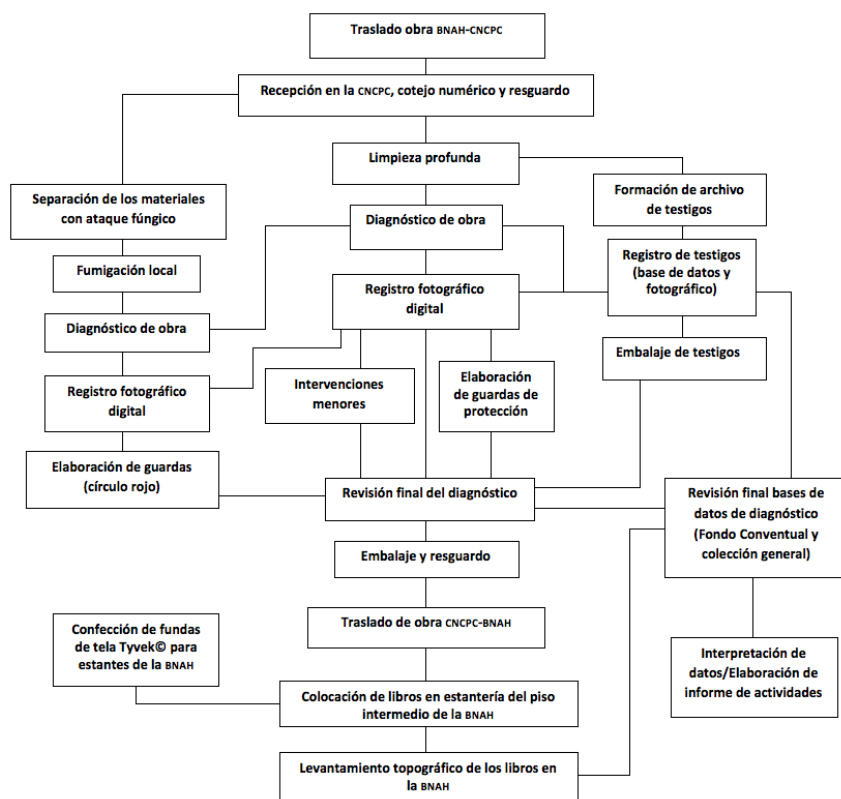 Traslado obra BNAH-CNCPC
Recepción en la CNCPC, cotejo numérico y resguardo
Limpieza profunda
Separación de los materiales
con ataque fúngico
Formación de archivo
de testigos
Diagnóstico de obra
Fumigación local
Registro de testigos
(base de datos y
fotográfico)
Registro fotográfico
digital
Diagnóstico de obra
Embalaje de testigos
Registro fotográfico
digital
Intervenciones
menores
Elaboración
de guardas de
protección
Elaboración de guardas
(círculo rojo)
Revisión final del diagnóstico
Revisión final bases de
datos de diagnóstico
(Fondo Conventual y
colección general)
Embalaje y resguardo
Traslado de obra CNCPC-BNAH
Confección de fundas
de tela Tyvek© para
estantes de la BNAH
Interpretación de
datos/Elaboración de
informe de actividades
Colocación de libros en estantería del piso
intermedio de la BNAH
Levantamiento topográfico de los libros en
la BNAH